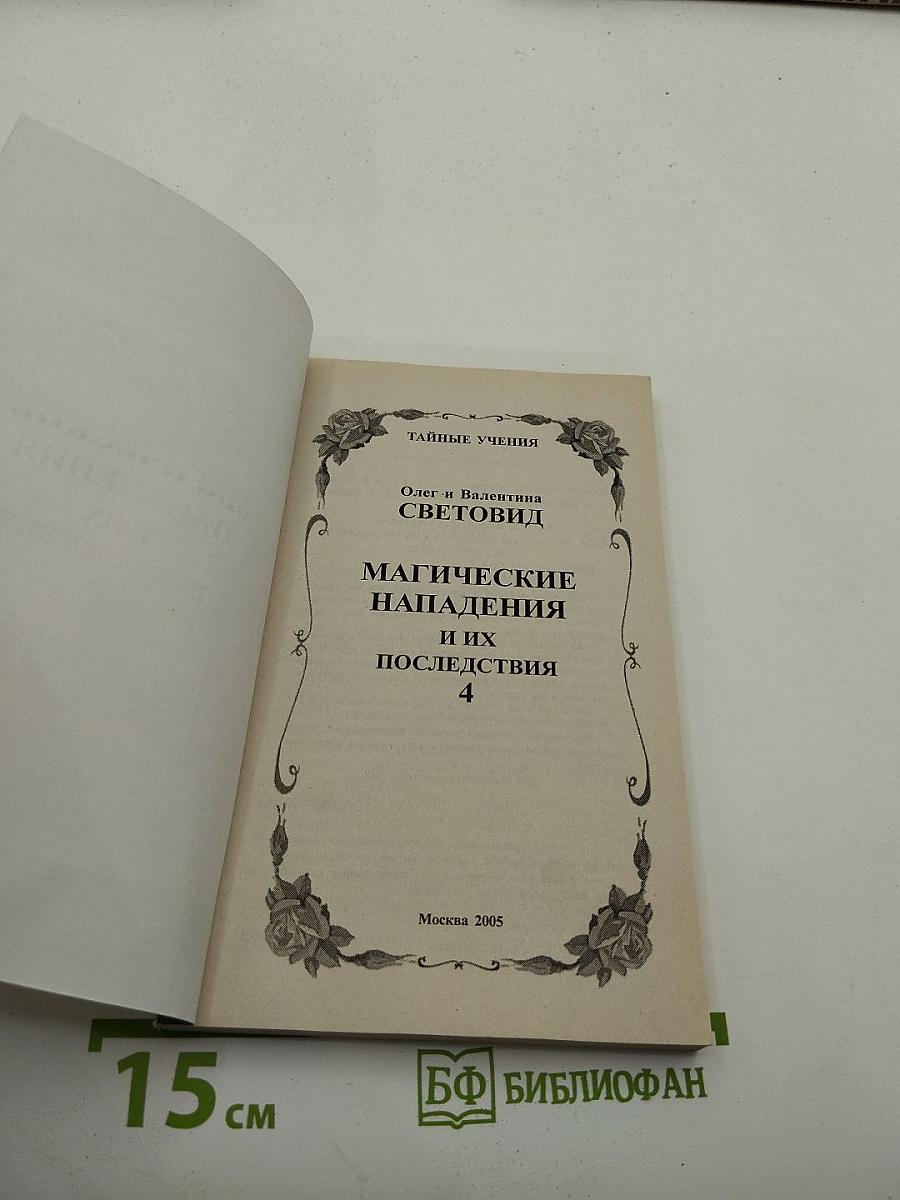 ТАЙНЫЕ УЧЕНИЯ
Олег и Валентина
СВЕТОВИД
МАГИЧЕСКИЕ
НАПАДЕНИЯ
И ИХ
ПОСЛЕДСТВИЯ
4
Москва 2005
15 см
БФ БИБЛИОФАН